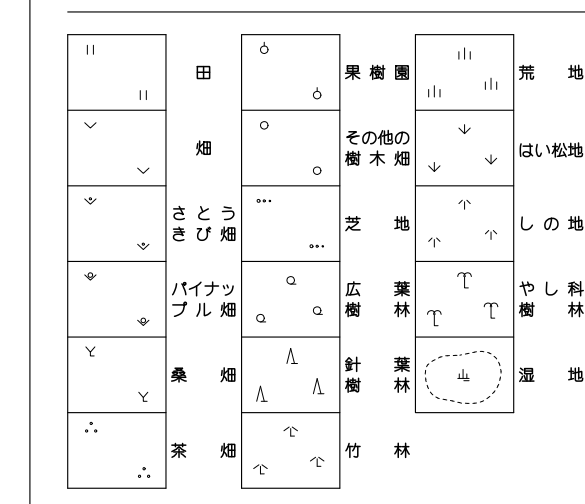 田
畑
さとう
きび畑
パイナッ
プル畑
桑畑
茶畑
果樹園
その他の
樹木畑
芝地
広葉
樹林
針葉
樹林
竹林
荒地
はい松地
しの地
やし科
樹林
湿地